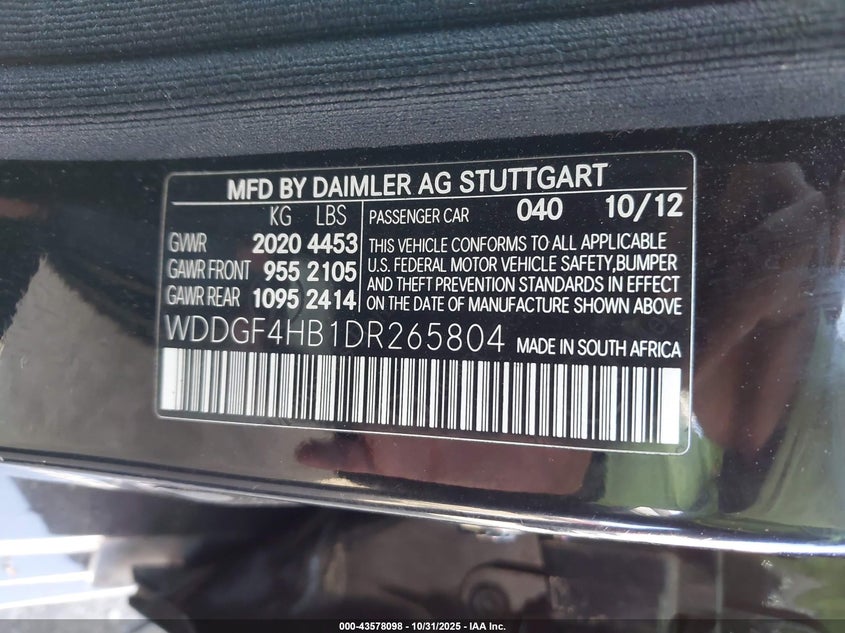 MFD BY DAIMLER AG STUTTGART
KG LBS
GVWR 2020 4453
GAWR FRONT 955 2105
GAWR REAR 1095 2414
PASSENGER CAR 040 10/12
THIS VEHICLE CONFORMS TO ALL APPLICABLE
U.S. FEDERAL MOTOR VEHICLE SAFETY,BUMPER
AND THEFT PREVENTION STANDARDS IN EFFECT
ON THE DATE OF MANUFACTURE SHOWN ABOVE
WDDGF4HB1DR265804 MADE IN SOUTH AFRICA
000-43578098 - 10/31/2025 - IAA Inc.